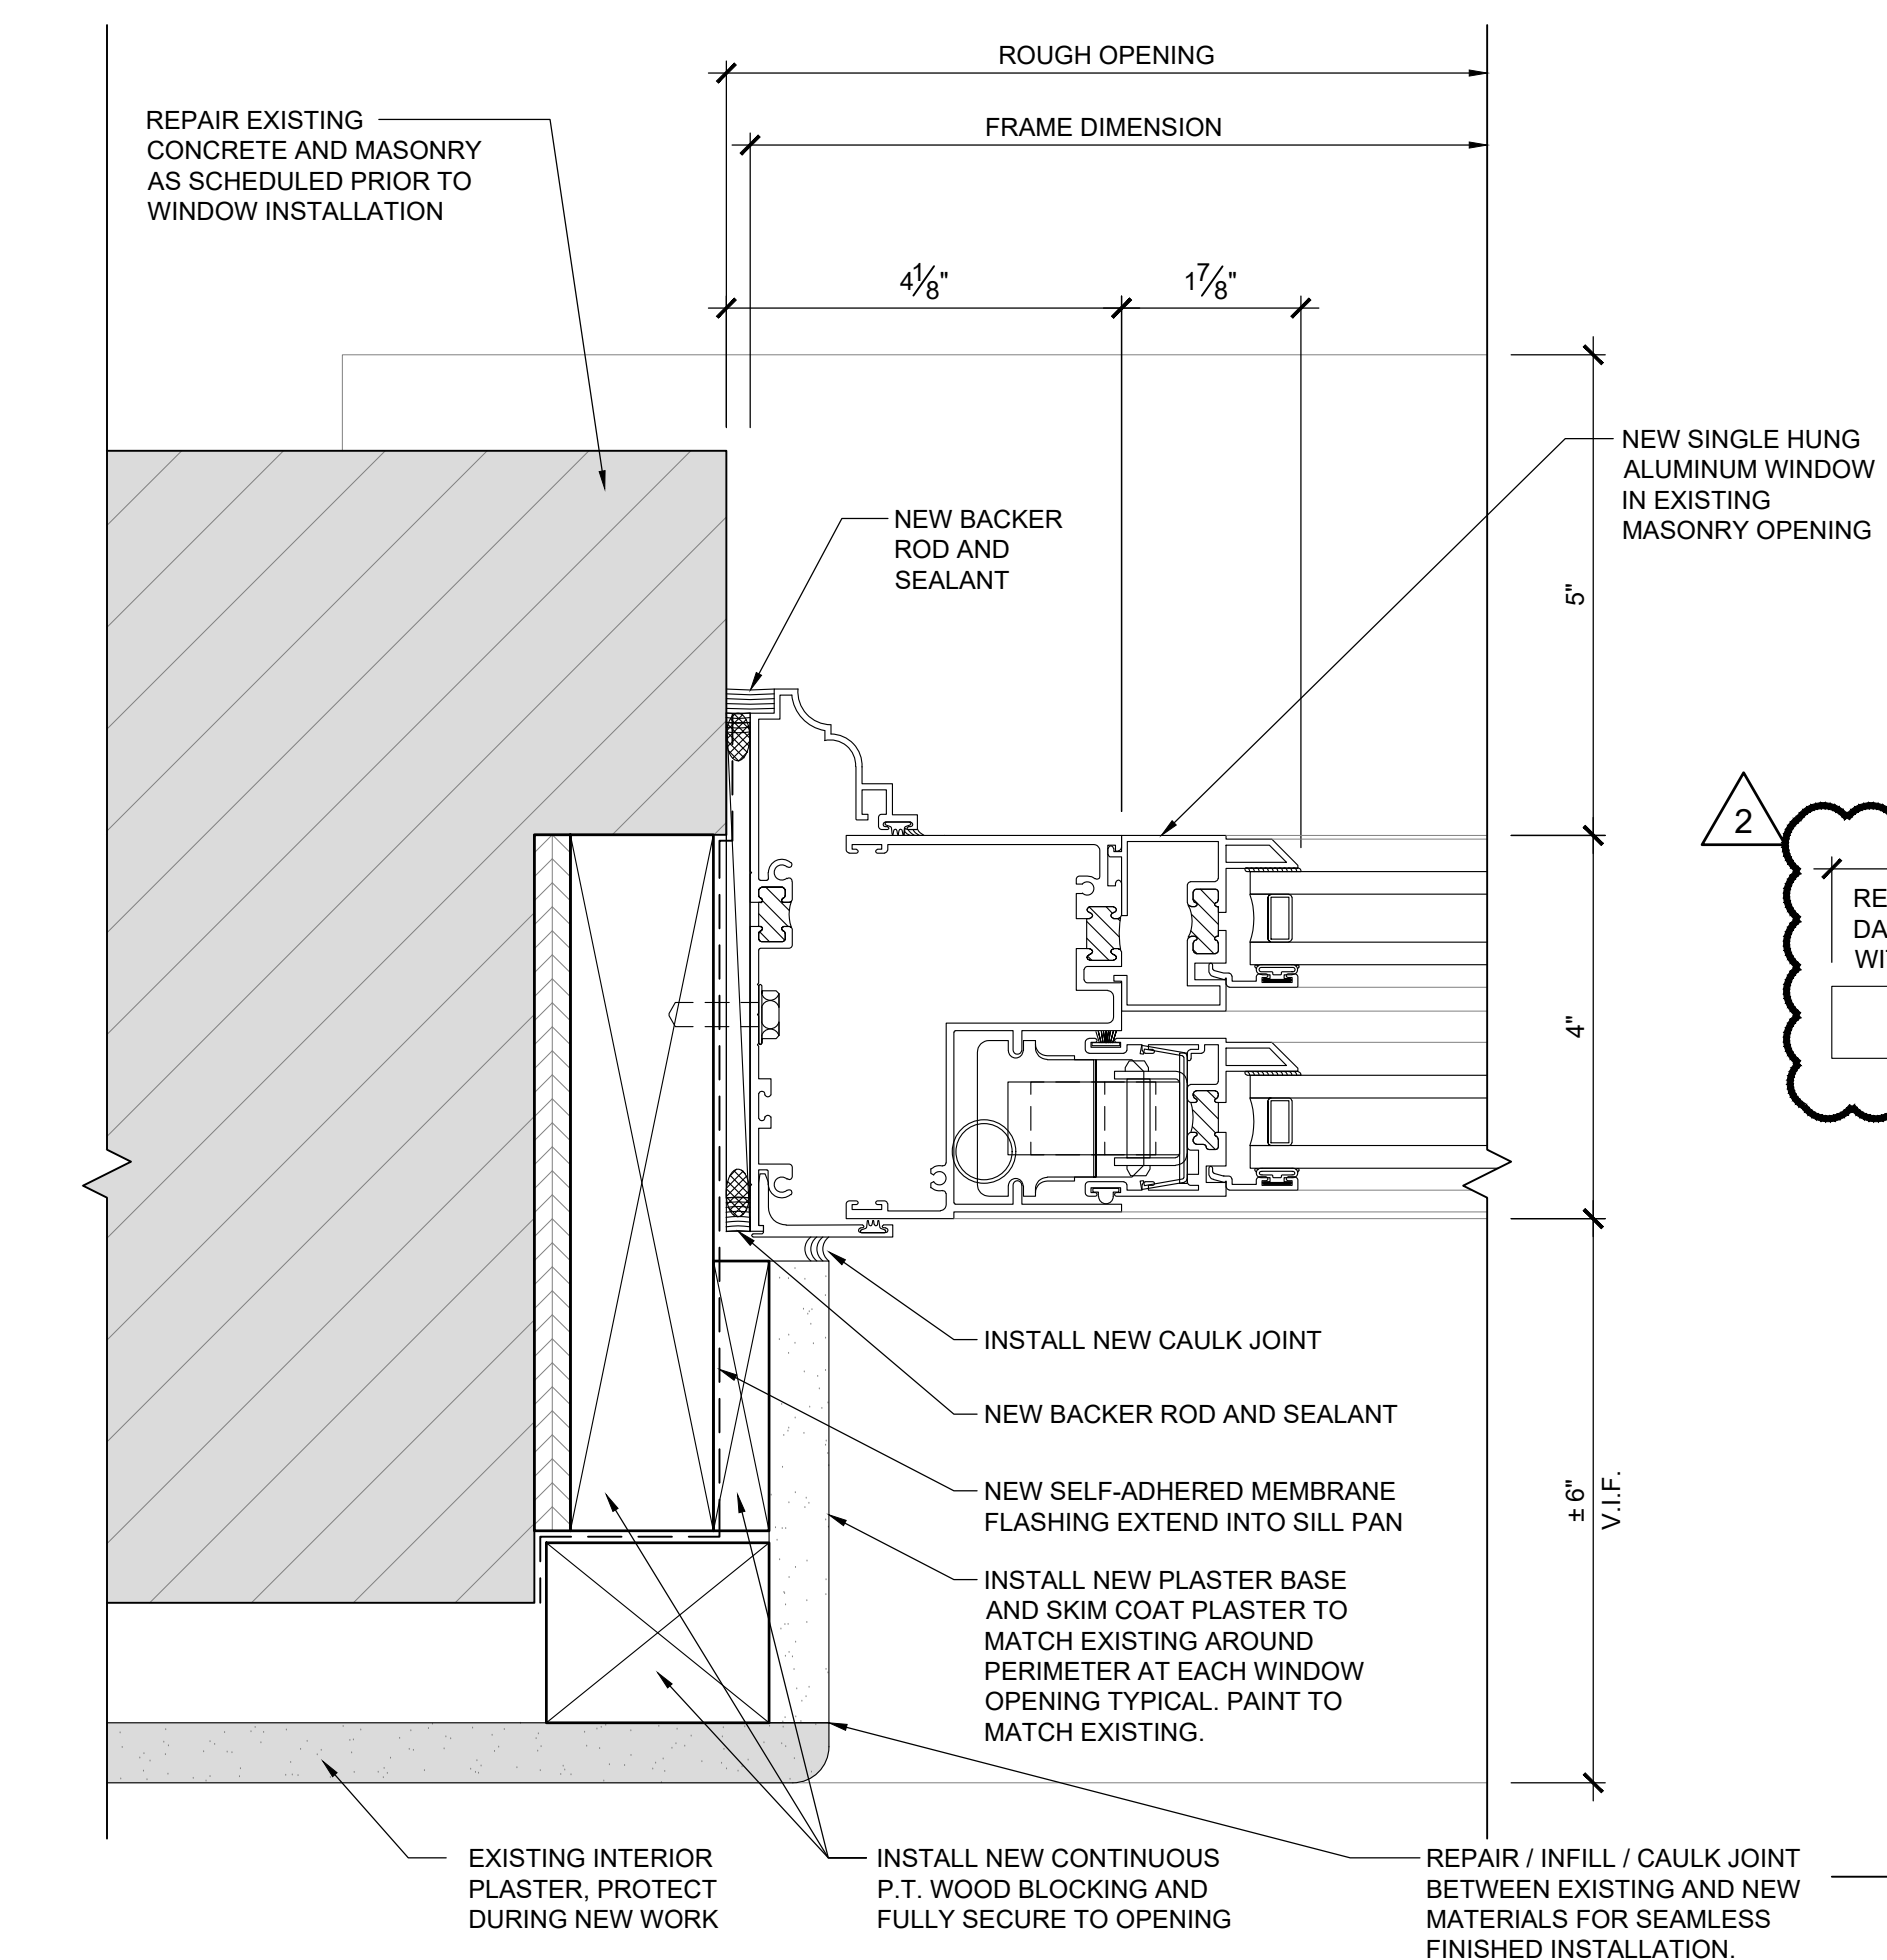 ROUGH OPENING
FRAME DIMENSION
REPAIR EXISTING
CONCRETE AND MASONRY
AS SCHEDULED PRIOR TO
WINDOW INSTALLATION
4⅛"
1⅞"
NEW SINGLE HUNG
ALUMINUM WINDOW
IN EXISTING
MASONRY OPENING
NEW BACKER
ROD AND
SEALANT
5"
2
RE
DA
WI
4"
INSTALL NEW CAULK JOINT
NEW BACKER ROD AND SEALANT
NEW SELF-ADHERED MEMBRANE
FLASHING EXTEND INTO SILL PAN
± 6"
V.I.F.
INSTALL NEW PLASTER BASE
AND SKIM COAT PLASTER TO
MATCH EXISTING AROUND
PERIMETER AT EACH WINDOW
OPENING TYPICAL. PAINT TO
MATCH EXISTING.
EXISTING INTERIOR
PLASTER, PROTECT
DURING NEW WORK
INSTALL NEW CONTINUOUS
P.T. WOOD BLOCKING AND
FULLY SECURE TO OPENING
REPAIR / INFILL / CAULK JOINT
BETWEEN EXISTING AND NEW
MATERIALS FOR SEAMLESS
FINISHED INSTALLATION.